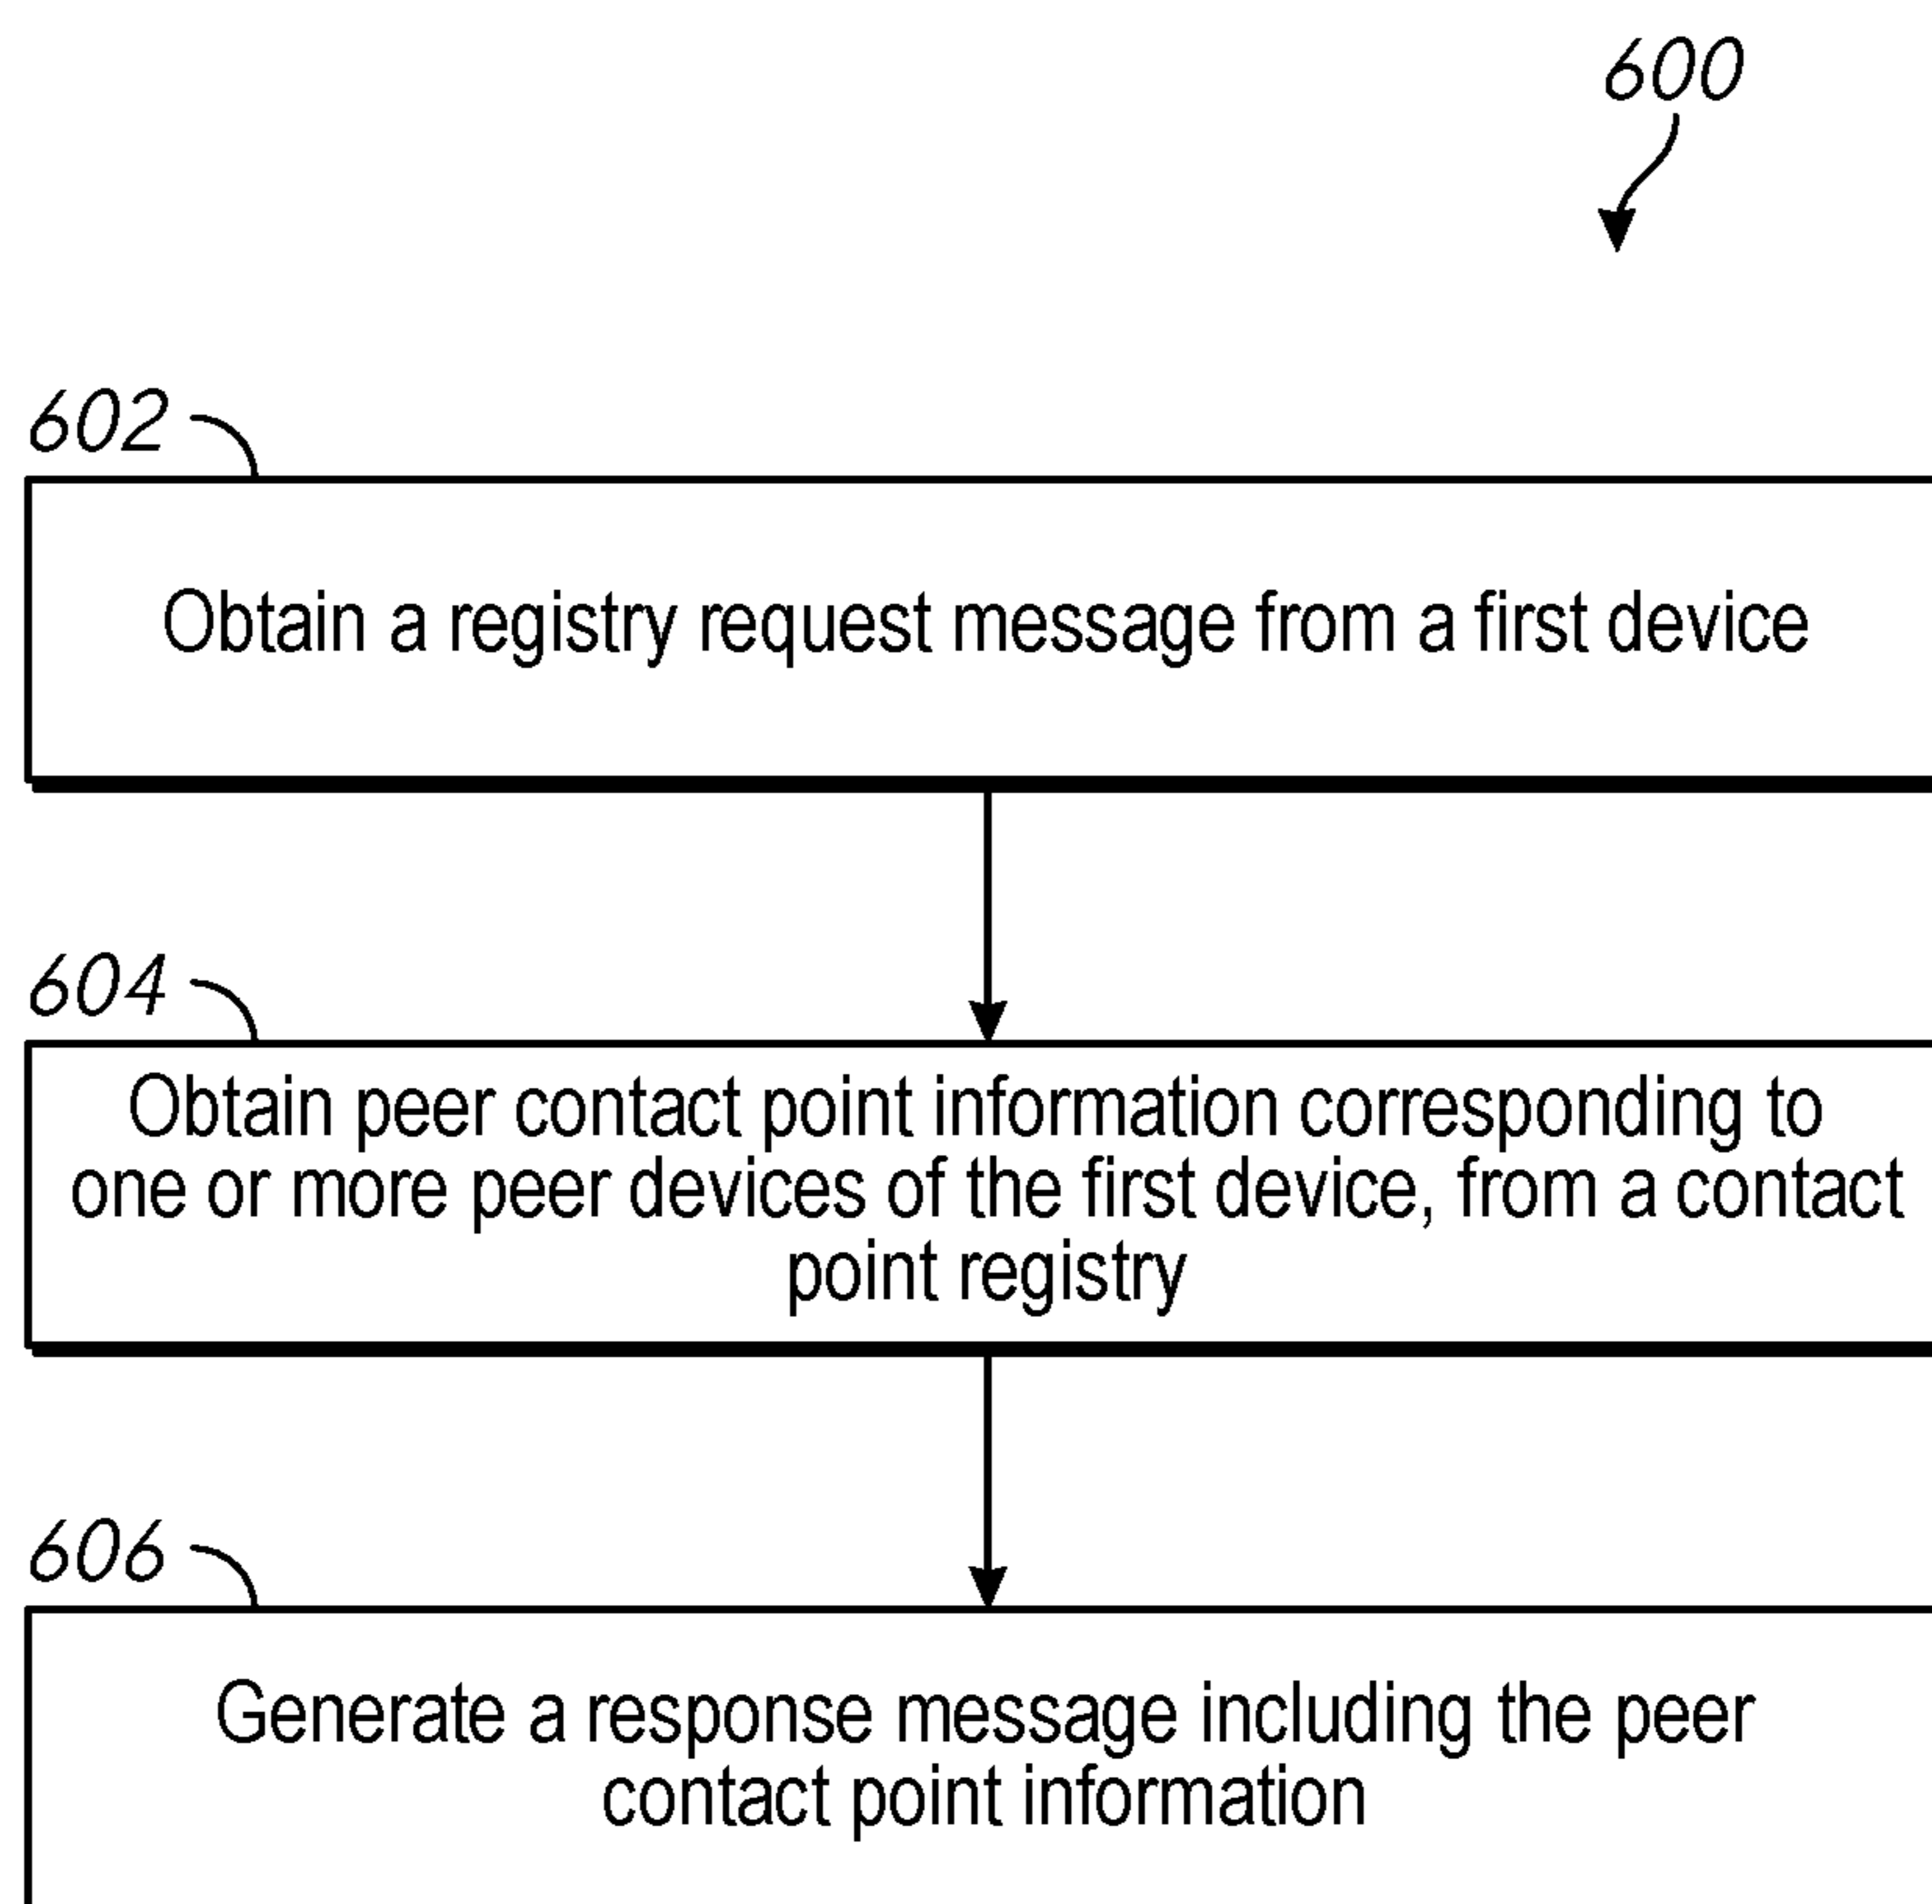 600
602
Obtain a registry request message from a first device
604
Obtain peer contact point information corresponding to
one or more peer devices of the first device, from a contact
point registry
606
Generate a response message including the peer
contact point information